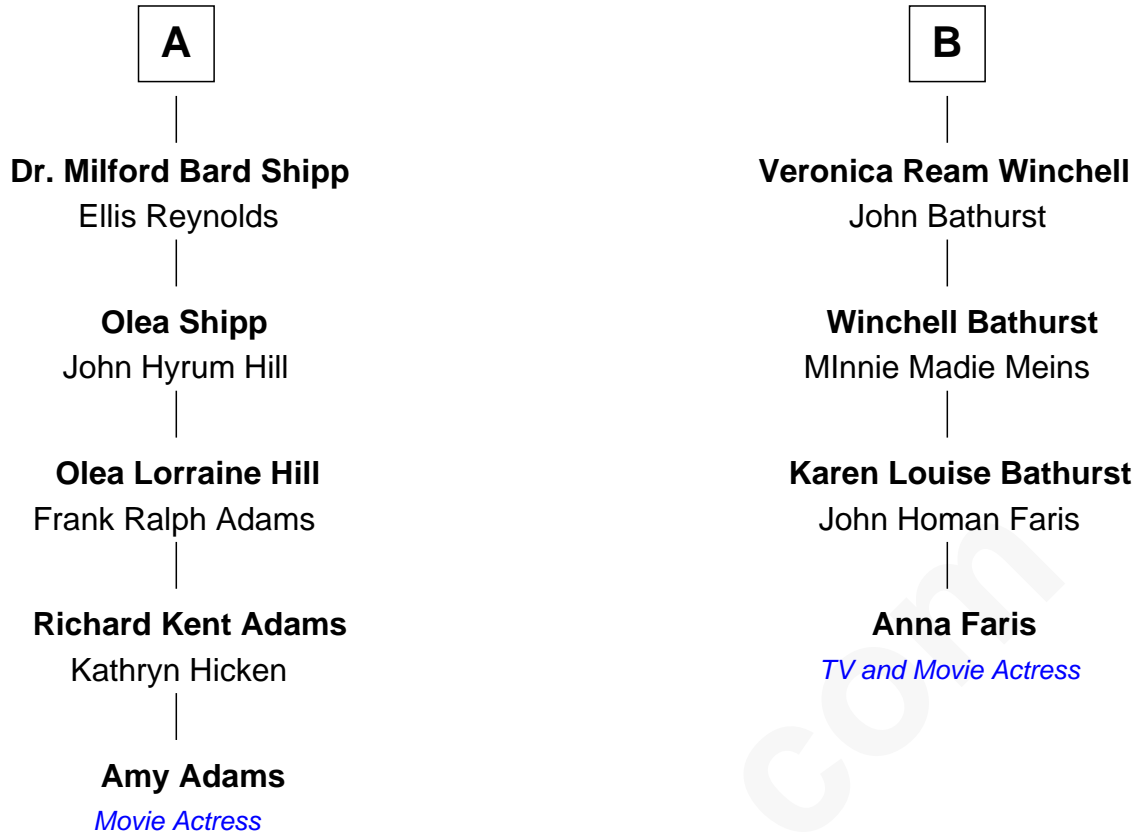 A
Dr. Milford Bard Shipp
Ellis Reynolds
Olea Shipp
John Hyrum Hill
Olea Lorraine Hill
Frank Ralph Adams
Richard Kent Adams
Kathryn Hicken
Amy Adams
Movie Actress
B
Veronica Ream Winchell
John Bathurst
Winchell Bathurst
MInnie Madie Meins
Karen Louise Bathurst
John Homan Faris
Anna Faris
TV and Movie Actress
com